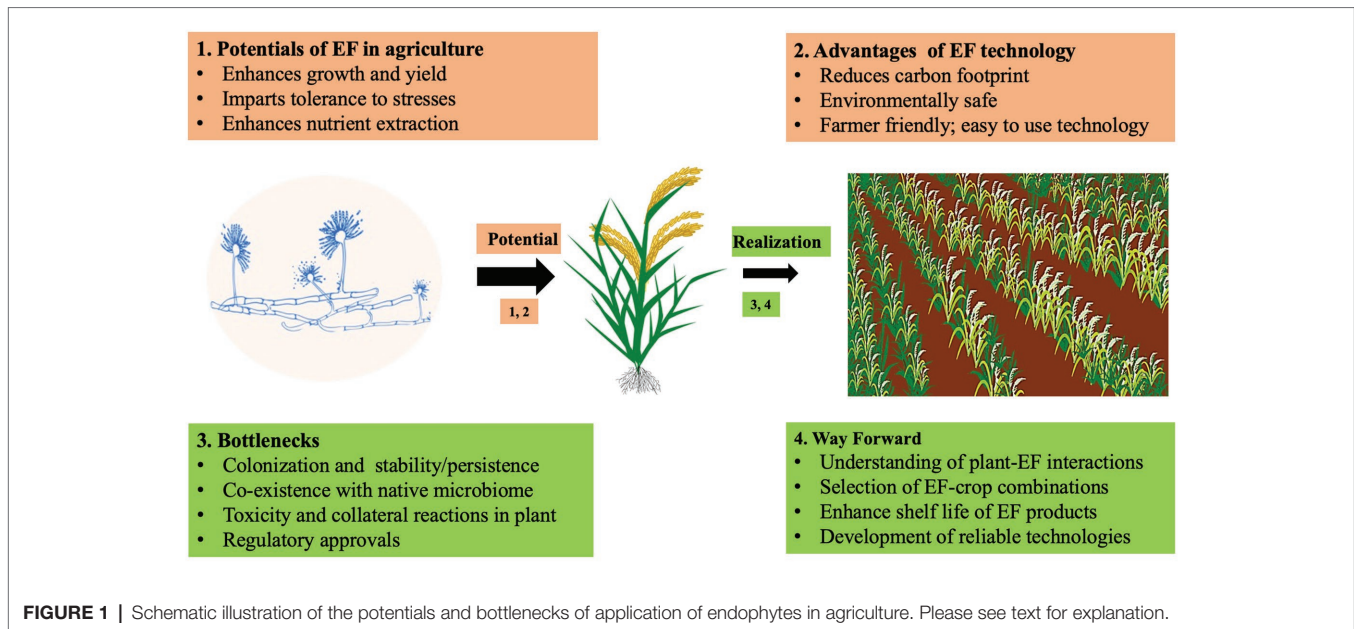 1. Potentials of EF in agriculture
• Enhances growth and yield
• Imparts tolerance to stresses
• Enhances nutrient extraction
2. Advantages of EF technology
• Reduces carbon footprint
• Environmentally safe
• Farmer friendly; easy to use technology
Potential
1, 2
Realization
3, 4
3. Bottlenecks
• Colonization and stability/persistence
• Co-existence with native microbiome
• Toxicity and collateral reactions in plant
• Regulatory approvals
4. Way Forward
• Understanding of plant-EF interactions
• Selection of EF-crop combinations
• Enhance shelf life of EF products
• Development of reliable technologies
FIGURE 1 | Schematic illustration of the potentials and bottlenecks of application of endophytes in agriculture. Please see text for explanation.